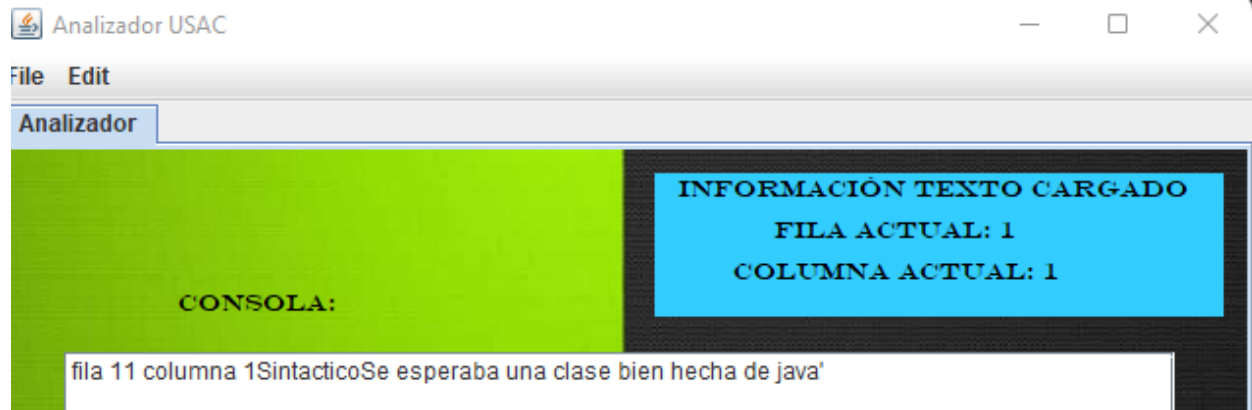 Analizador USAC
File Edit
Analizador
INFORMACIÓN TEXTO CARGADO
FILA ACTUAL: 1
COLUMNA ACTUAL: 1
CONSOLA:
fila 11 columna 1SintacticoSe esperaba una clase bien hecha de java'